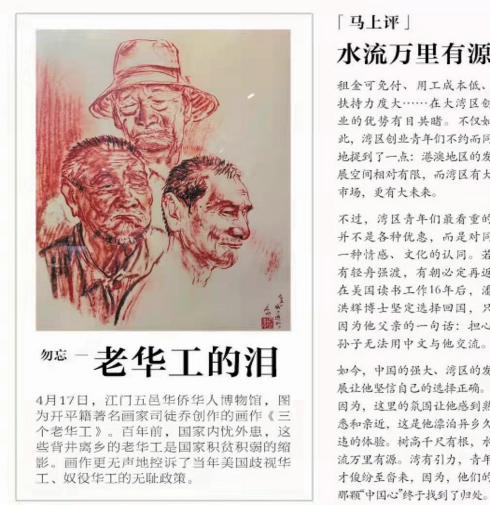 勿忘 — 老华工的泪
4月17日，江门五邑华侨华人博物馆，图
为开平籍著名画家司徒乔创作的画作《三
个老华工》。百年前，国家内忧外患，这
些背井离乡的老华工是国家积贫积弱的缩
影。画作更无声地控诉了当年美国歧视华
工、奴役华工的无耻政策。
「马上评」
水流万里有源
租金可免付、用工成本低、
扶持力度大……在大湾区创
业的优势有目共睹。不仅如
此，湾区创业青年们不约而同
地提到了一点：港澳地区的发
展空间相对有限，而湾区有大
市场，更有大未来。
不过，湾区青年们最看重的
并不是各种优惠，而是对同
一种情感、文化的认同。若
有轻舟强渡，有朝必定再返
在美国读书工作16年后，潘
洪辉博士坚定选择回国，只
因为他父亲的一句话：担心
孙子无法用中文与他交流。
如今，中国的强大、湾区的发
展让他坚信自己的选择正确。
因为，这里的氛围让他感到熟
悉和亲近，这是他漂泊异乡久
违的体验。树高千尺有根，水
流万里有源。湾有引力，青年
才俊纷至沓来，因为，他们的
那颗“中国心”终于找到了归处。